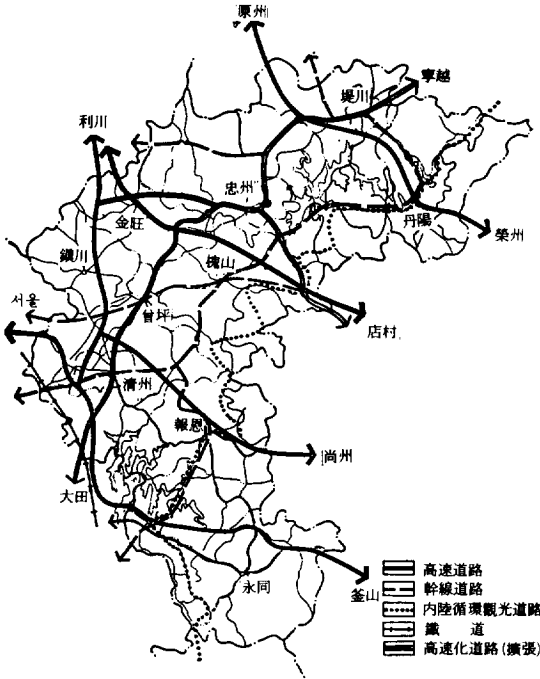 原州
寧越
堤川
利川
忠州
金旺
丹陽
榮州
鎭川
槐山
서울
曾坪
店村
淸州
報恩
尚州
大田
永同
釜山
高速道路
幹線道路
内陸循環觀光道路
鐵 道
高速化道路(擴張)